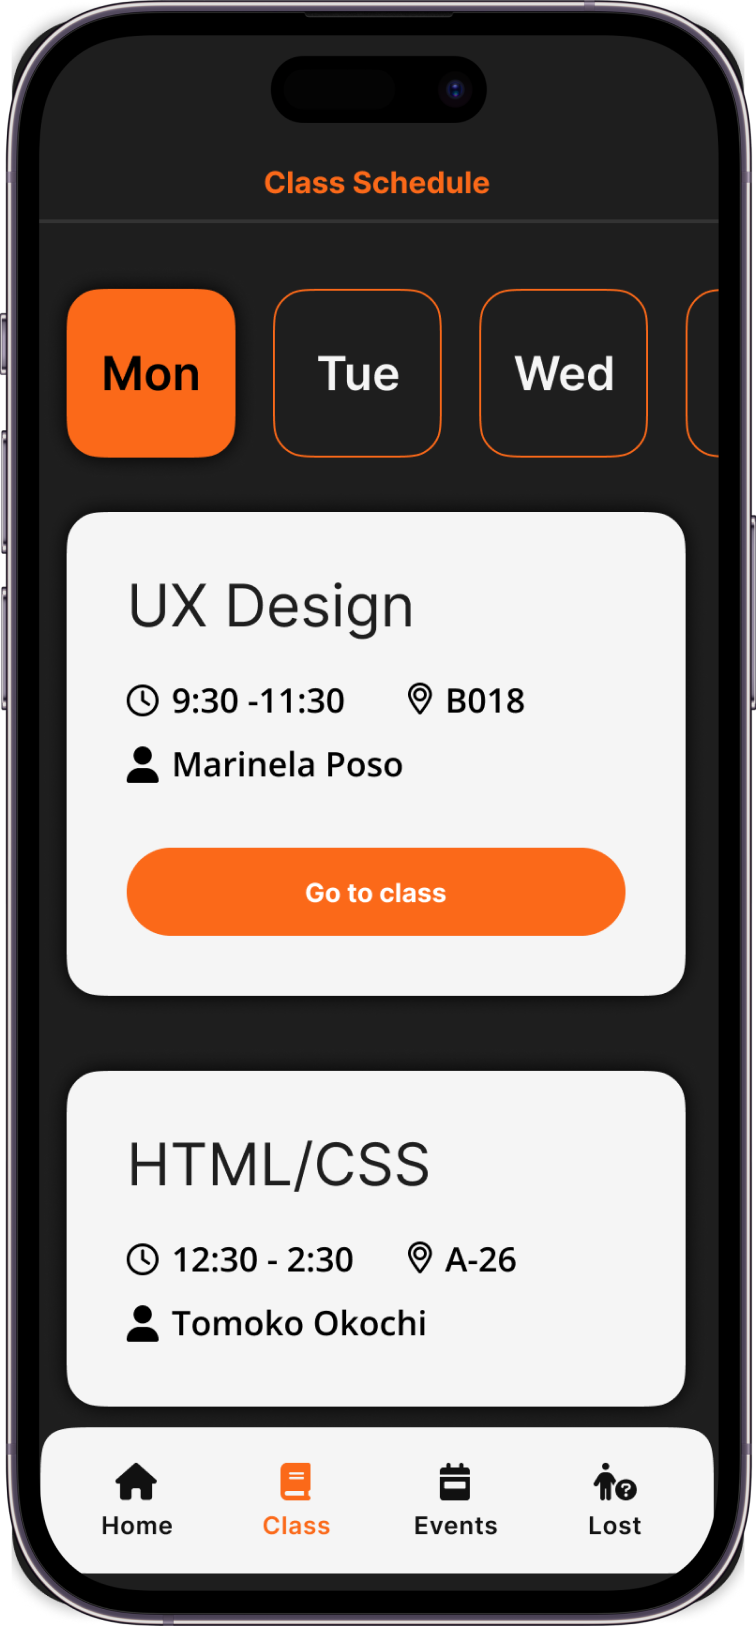 Class Schedule
Mon Tue Wed
UX Design
9:30 -11:30 B018
Marinela Poso
Go to class
HTML/CSS
12:30 - 2:30 A-26
Tomoko Okochi
Home Class Events Lost